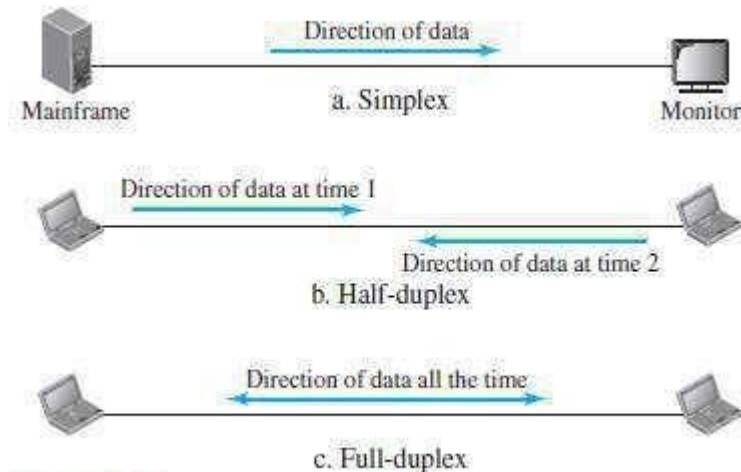 Direction of data
Mainframe
a. Simplex
Monitor
Direction of data at time 1
Direction of data at time 2
b. Half-duplex
Direction of data all the time
c. Full-duplex